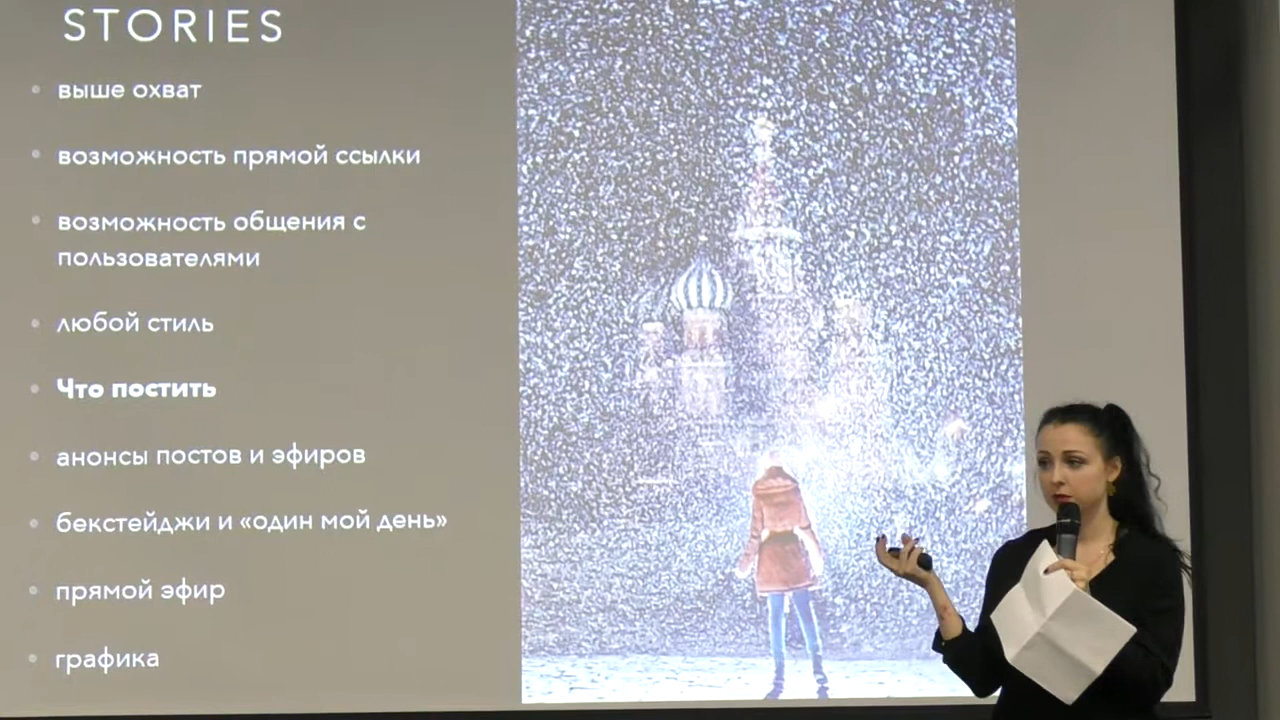 STORIES
выше охват
возможность прямой ссылки
возможность общения с
пользователями
любой стиль
Что постить
анонсы постов и эфиров
бекстейджи и «один мой день»
прямой эфир
графика